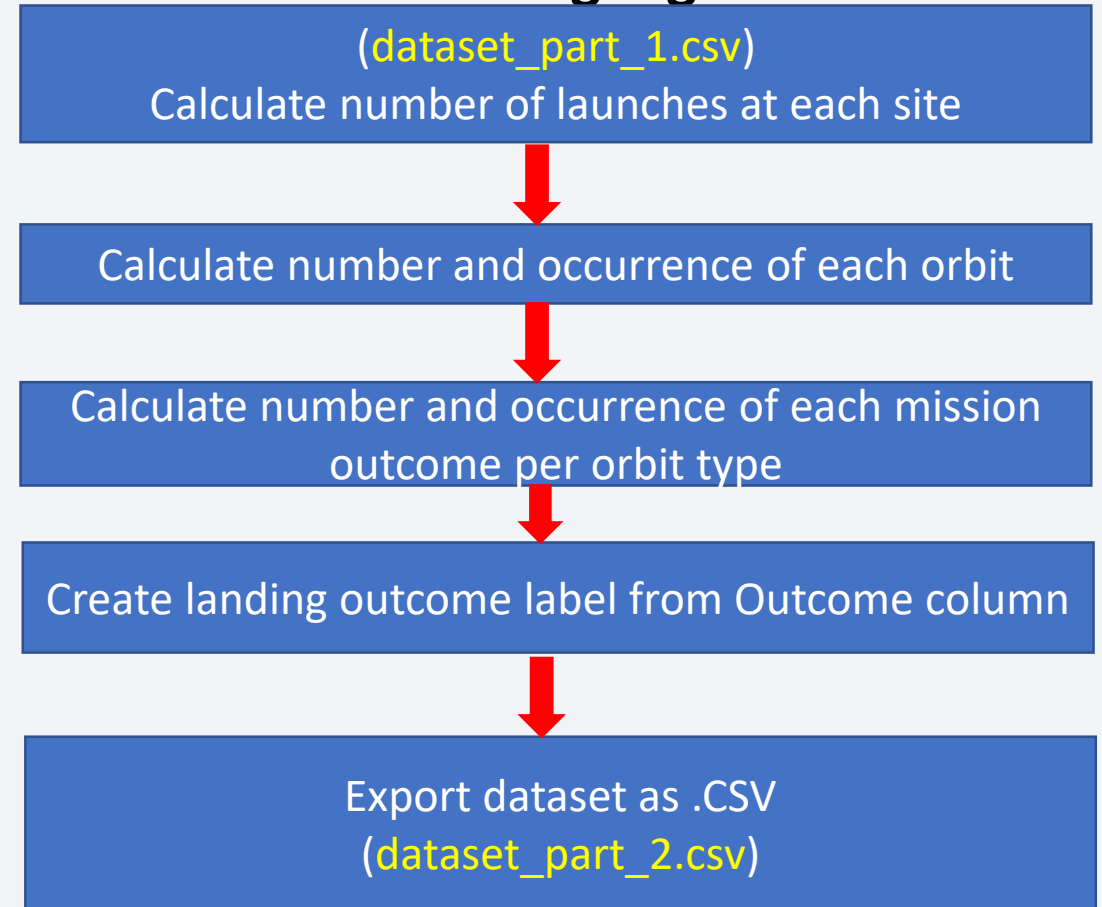 (dataset_part_1.csv)
Calculate number of launches at each site
Calculate number and occurrence of each orbit
Calculate number and occurrence of each mission
outcome per orbit type
Create landing outcome label from Outcome column
Export dataset as .CSV
(dataset_part_2.csv)